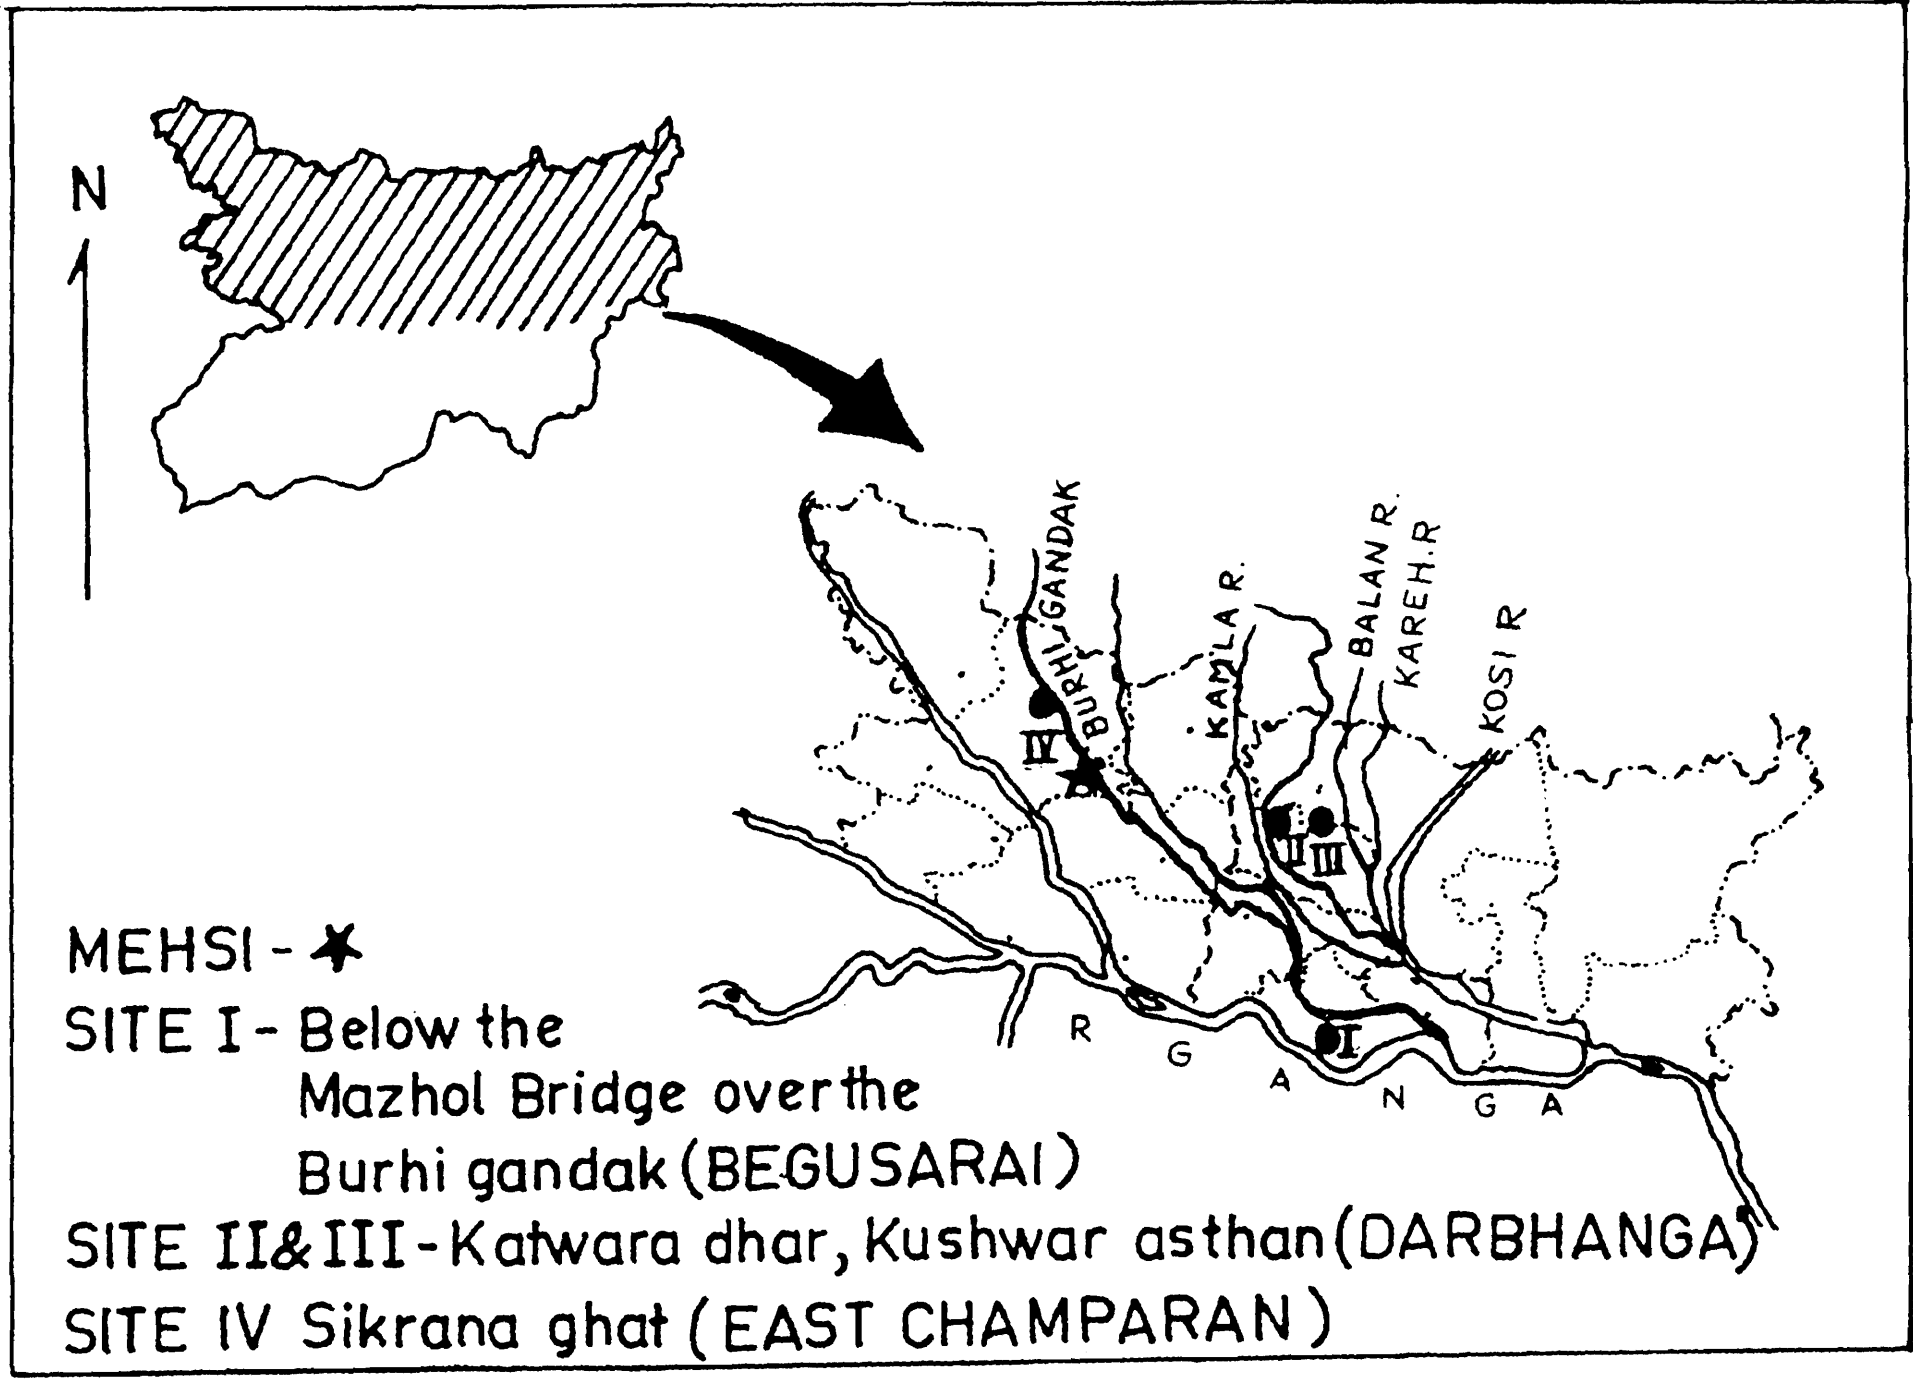 N
BURHI GANDAK
KAMLA R.
BALAN R.
KAREH.R
KOSI R
IV
II
III
I
R G A N G A
MEHSI - ★
SITE I - Below the
Mazhol Bridge over the
Burhi gandak (BEGUSARAI)
SITE II & III - Katwara dhar, Kushwar asthan (DARBHANGA)
SITE IV Sikrana ghat (EAST CHAMPARAN)